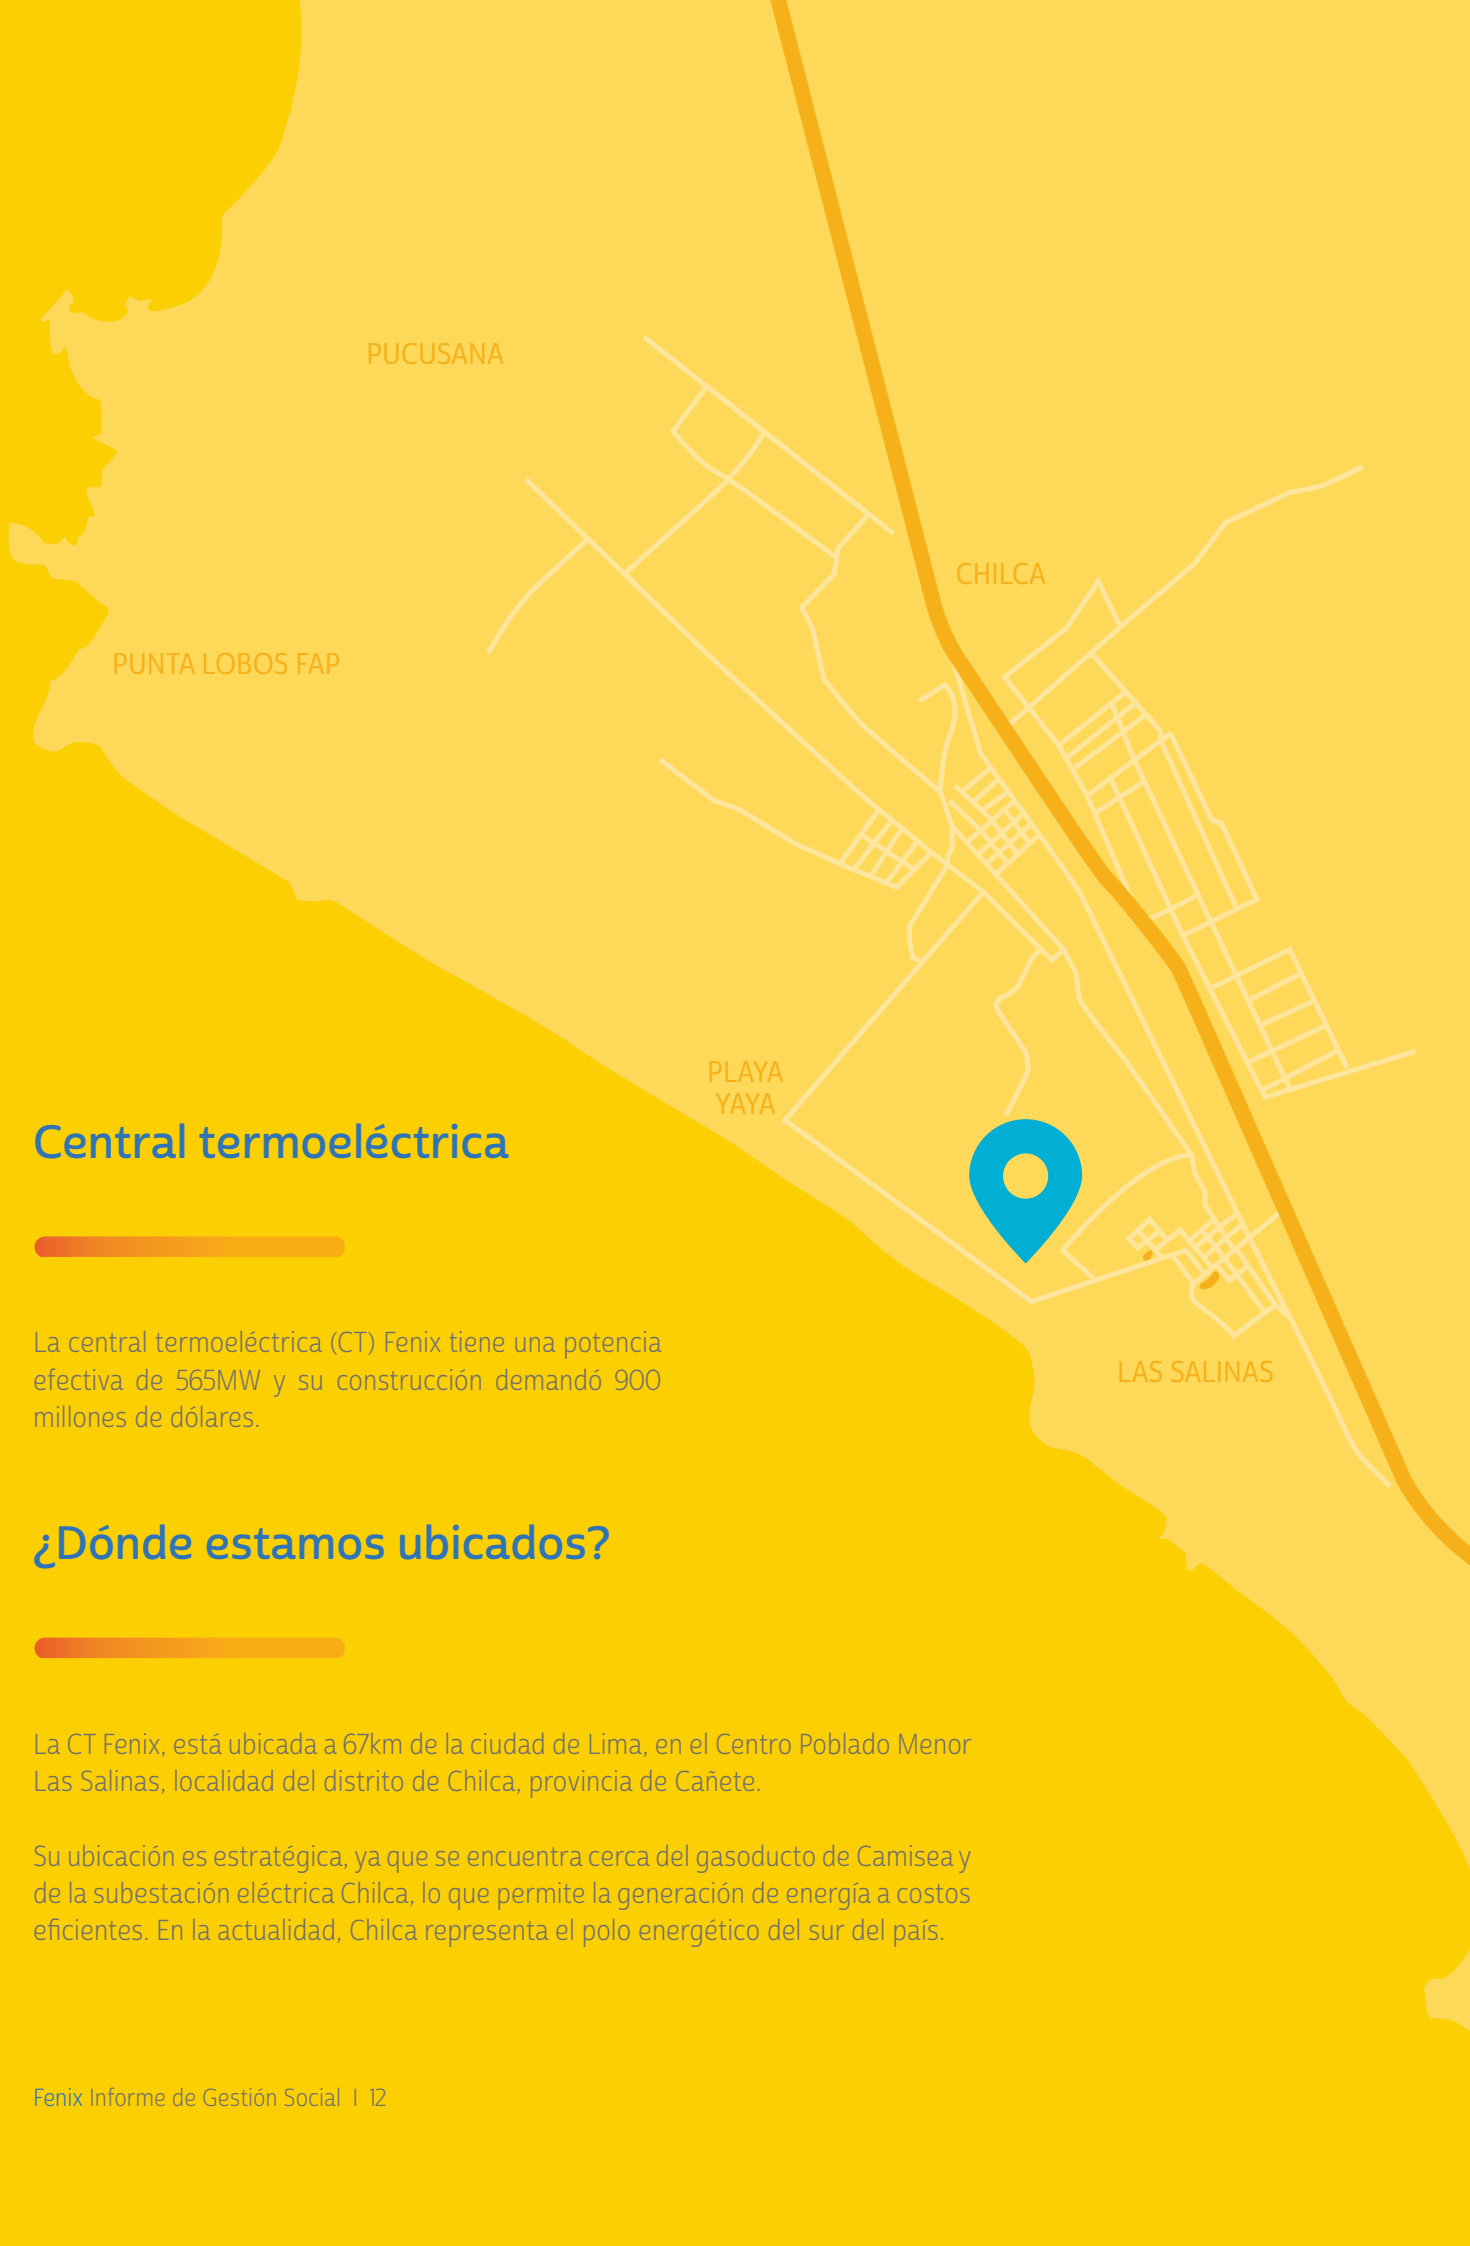 PUCUSANA
CHILCA
PUNTA LOBOS FAP
PLAYA
YAYA
Central termoeléctrica
La central termoeléctrica (CT) Fenix tiene una potencia
efectiva de 565MW y su construcción demandó 900
millones de dólares.
LAS SALINAS
¿Dónde estamos ubicados?
La CT Fenix, está ubicada a 67km de la ciudad de Lima, en el Centro Poblado Menor
Las Salinas, localidad del distrito de Chilca, provincia de Cañete.
Su ubicación es estratégica, ya que se encuentra cerca del gasoducto de Camisea y
de la subestación eléctrica Chilca, lo que permite la generación de energía a costos
eficientes. En la actualidad, Chilca representa el polo energético del sur del país.
Fenix Informe de Gestión Social | 12